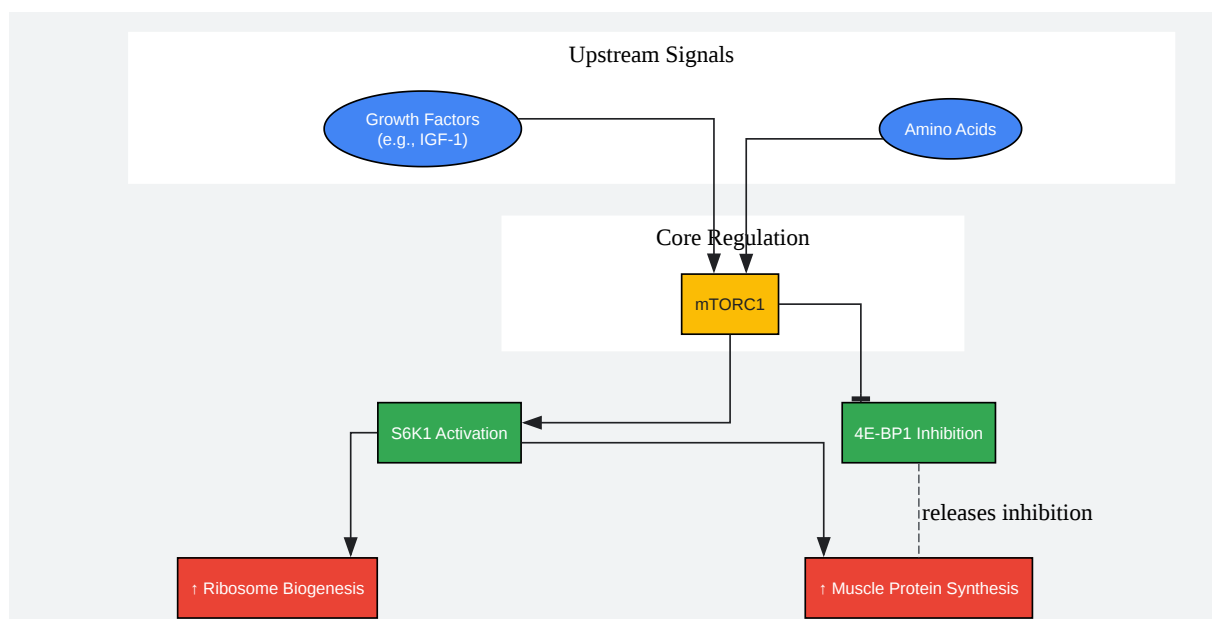 Upstream Signals
Growth Factors
(e.g., IGF-1)
Amino Acids
Core Regulation
mTORC1
S6K1 Activation
4E-BP1 Inhibition
releases inhibition
↑ Ribosome Biogenesis
↑ Muscle Protein Synthesis